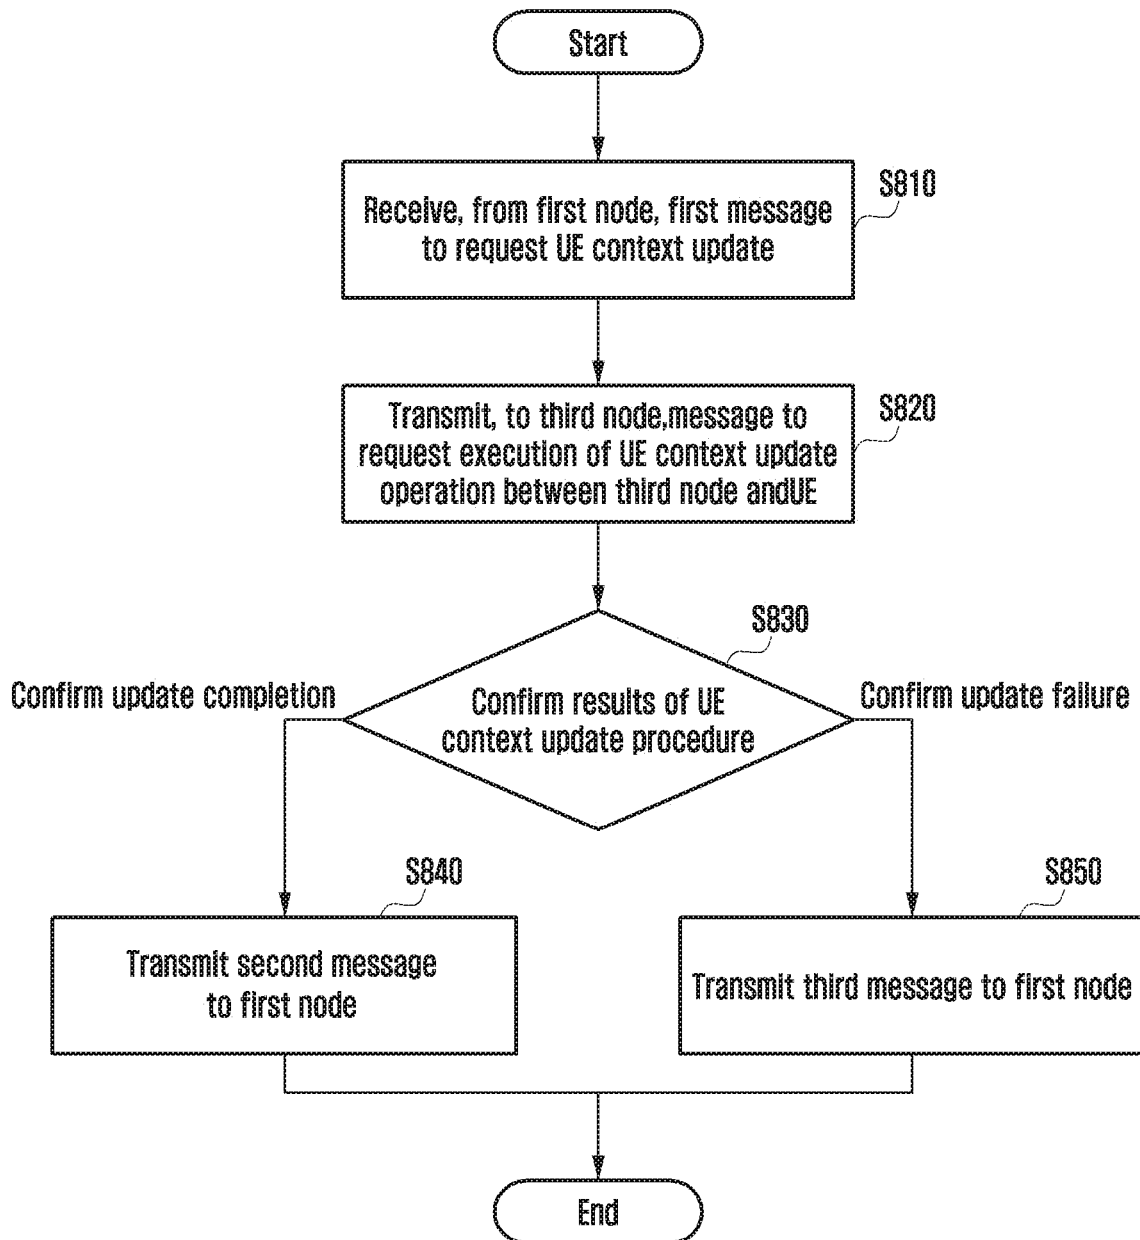 Start
S810
Receive, from first node, first message
to request UE context update
S820
Transmit, to third node,message to
request execution of UE context update
operation between third node andUE
S830
Confirm update completion
Confirm results of UE
context update procedure
Confirm update failure
S840
S850
Transmit second message
to first node
Transmit third message to first node
End